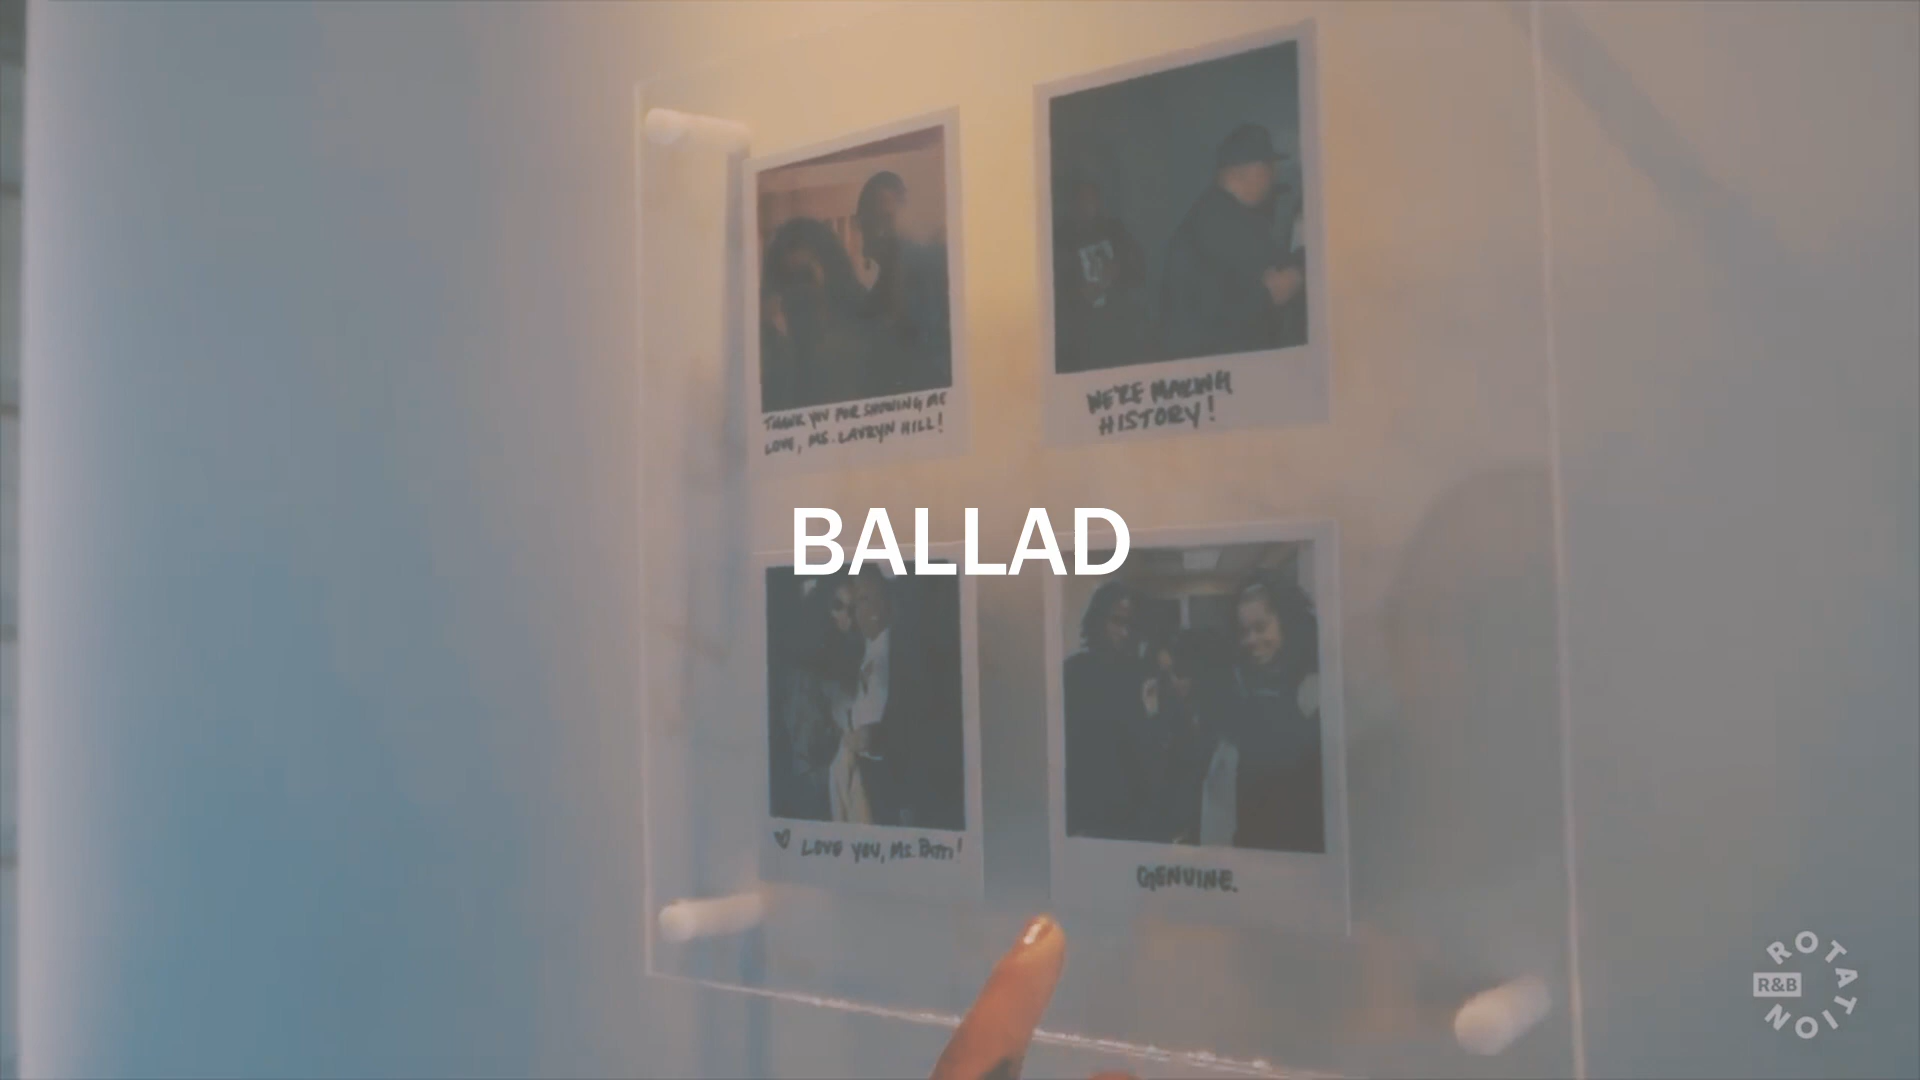 THANK YOU FOR SHOWING ME
LOVE, MS. LAURYN HILL!
WE'RE MAKING
HISTORY!
BALLAD
♥ LOVE YOU, MS.
GENUINE.
R&B
ROTATION